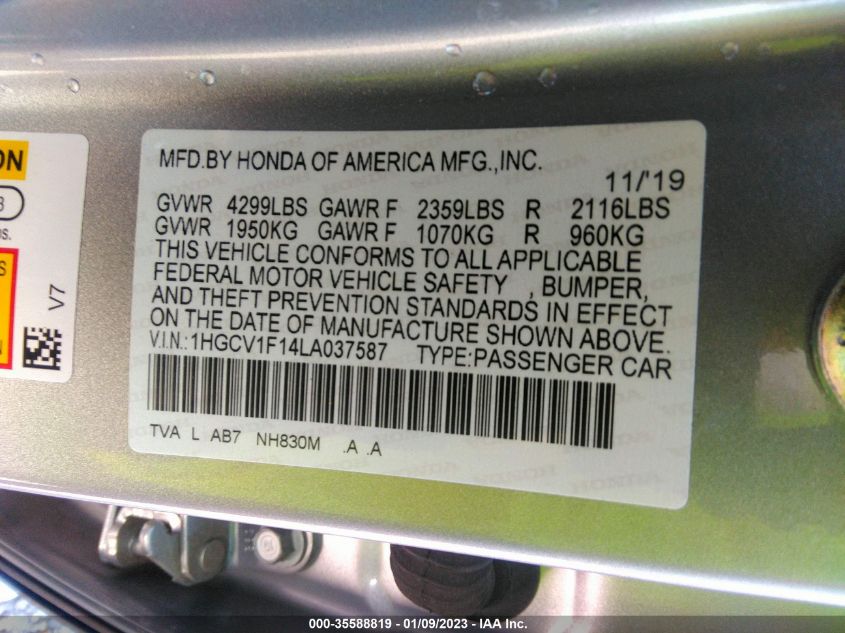 MFD.BY HONDA OF AMERICA MFG.,INC.
11/'19
GVWR 4299LBS GAWR F 2359LBS R 2116LBS
GVWR 1950KG GAWR F 1070KG R 960KG
THIS VEHICLE CONFORMS TO ALL APPLICABLE
FEDERAL MOTOR VEHICLE SAFETY , BUMPER,
AND THEFT PREVENTION STANDARDS IN EFFECT
ON THE DATE OF MANUFACTURE SHOWN ABOVE.
V.I.N.:1HGCV1F14LA037587 TYPE:PASSENGER CAR
TVA L AB7 NH830M .A .A
V7
000-35588819 - 01/09/2023 - IAA Inc.